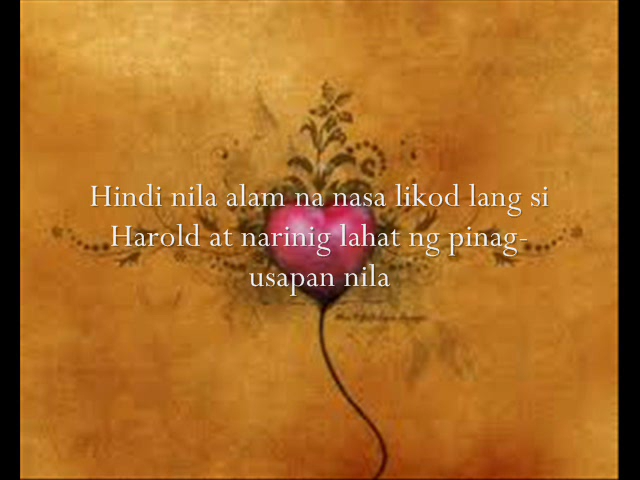 Hindi nila alam na nasa likod lang si
Harold at narinig lahat ng pinag-
usapan nila